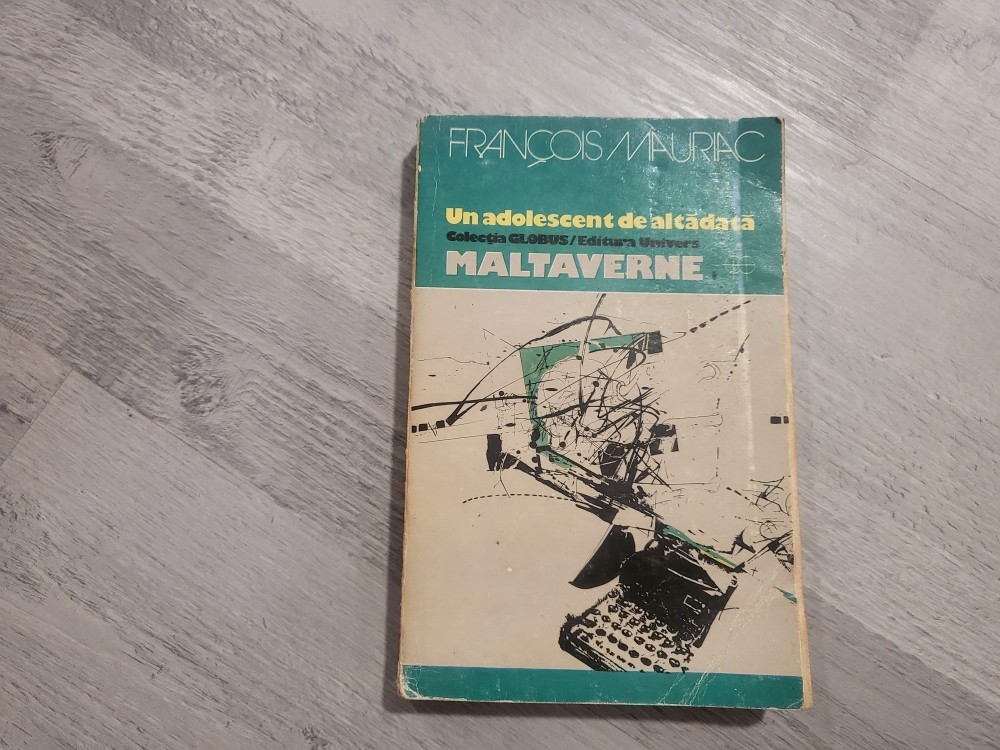 FRANÇOIS MAURIAC
Un adolescent de altădată
Colecția GLOBUS/Editura Univers
MALTAVERNE